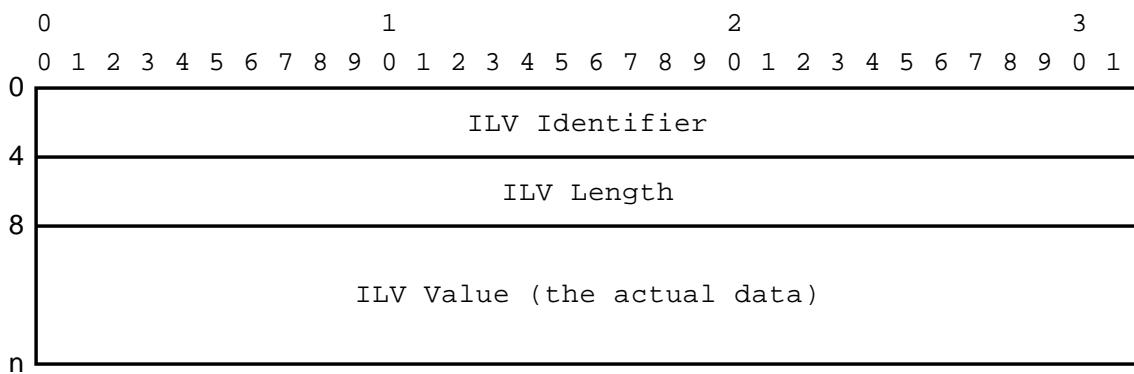 0 1 2 3
0 1 2 3 4 5 6 7 8 9 0 1 2 3 4 5 6 7 8 9 0 1 2 3 4 5 6 7 8 9 0 1
0
ILV Identifier
4
ILV Length
8
ILV Value (the actual data)
n